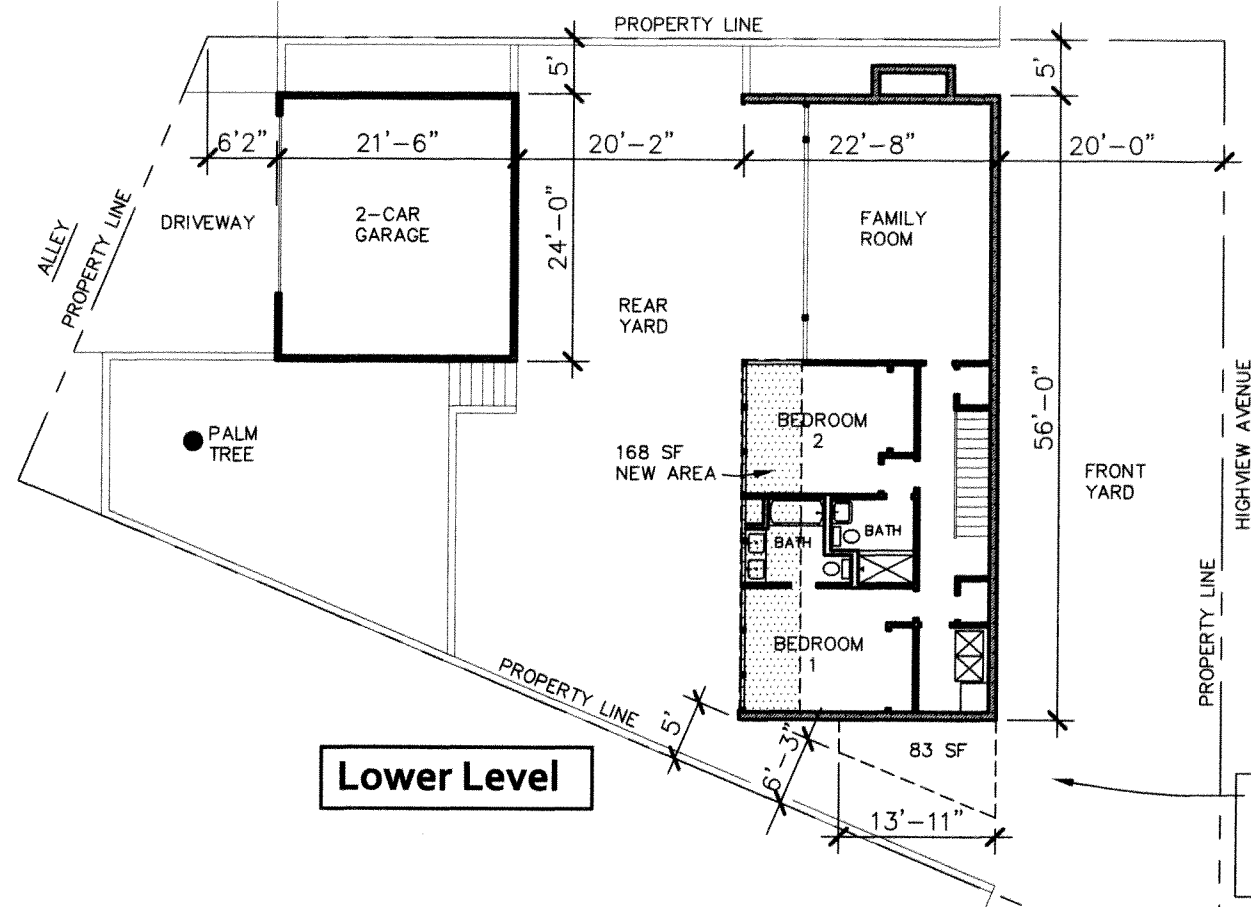 PROPERTY LINE
5'
5'
6'2"
21'-6"
20'-2"
22'-8"
20'-0"
24'-0"
DRIVEWAY
2-CAR
GARAGE
FAMILY
ROOM
ALLEY
PROPERTY LINE
REAR
YARD
56'-0"
HIGHVIEW AVENUE
PALM
TREE
BEDROOM
2
168 SF
NEW AREA
FRONT
YARD
BATH
BATH
BEDROOM
1
PROPERTY LINE
PROPERTY LINE
5'
6'-3"
83 SF
13'-11"
Lower Level